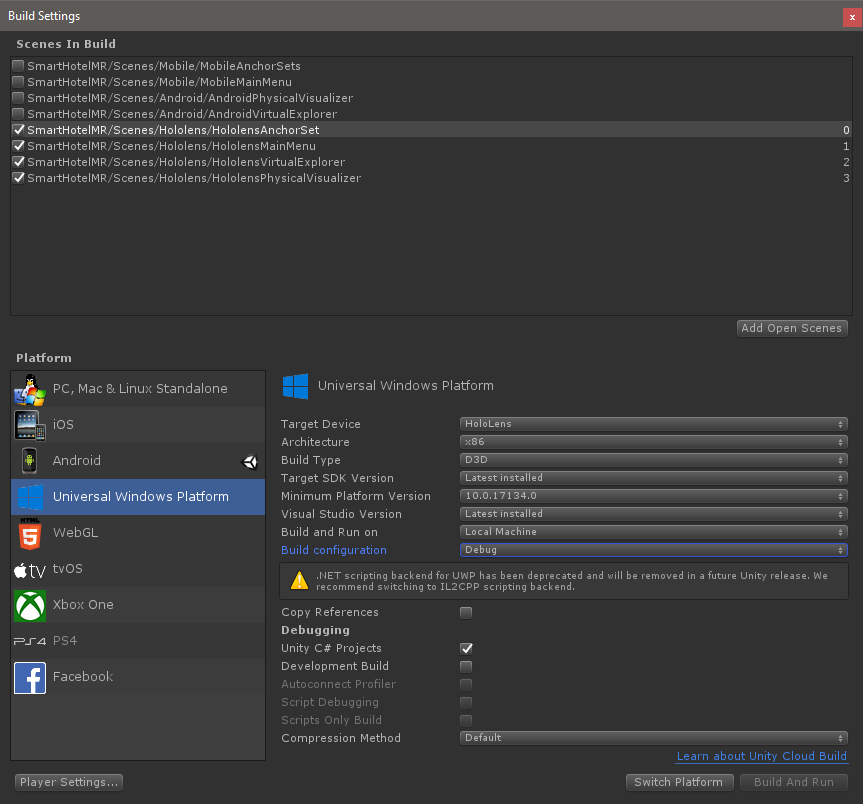 Build Settings
x
Scenes In Build
SmartHotelMR/Scenes/Mobile/MobileAnchorSets
SmartHotelMR/Scenes/Mobile/MobileMainMenu
SmartHotelMR/Scenes/Android/AndroidPhysicalVisualizer
SmartHotelMR/Scenes/Android/AndroidVirtualExplorer
SmartHotelMR/Scenes/Hololens/HololensAnchorSet 0
SmartHotelMR/Scenes/Hololens/HololensMainMenu 1
SmartHotelMR/Scenes/Hololens/HololensVirtualExplorer 2
SmartHotelMR/Scenes/Hololens/HololensPhysicalVisualizer 3
Add Open Scenes
Platform
PC, Mac & Linux Standalone
iOS
Android
Universal Windows Platform
HTML
5
WebGL
tv
tvOS
Xbox One
PS4
PS4
f
Facebook
Universal Windows Platform
Target Device HoloLens
Architecture x86
Build Type D3D
Target SDK Version Latest installed
Minimum Platform Version 10.0.17134.0
Visual Studio Version Latest installed
Build and Run on Local Machine
Build configuration Debug
.NET scripting backend for UWP has been deprecated and will be removed in a future Unity release. We
recommend switching to IL2CPP scripting backend.
Copy References
Debugging
Unity C# Projects
Development Build
Autoconnect Profiler
Script Debugging
Scripts Only Build
Compression Method Default
Learn about Unity Cloud Build
Player Settings...
Switch Platform
Build And Run